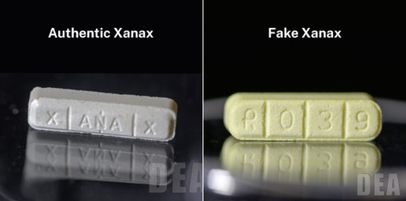 Authentic Xanax
X ANA X
DEA
Fake Xanax
R 0 3 9
DEA